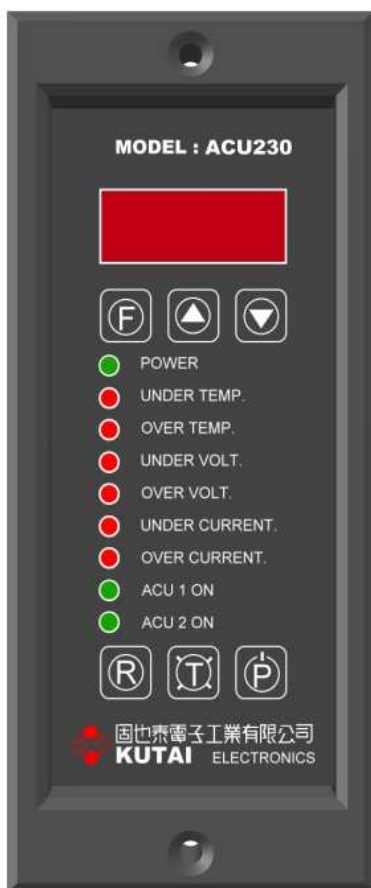 MODEL : ACU230
F
POWER
UNDER TEMP.
OVER TEMP.
UNDER VOLT.
OVER VOLT.
UNDER CURRENT.
OVER CURRENT.
ACU 1 ON
ACU 2 ON
R T P
固也泰電子工業有限公司
KUTAI ELECTRONICS